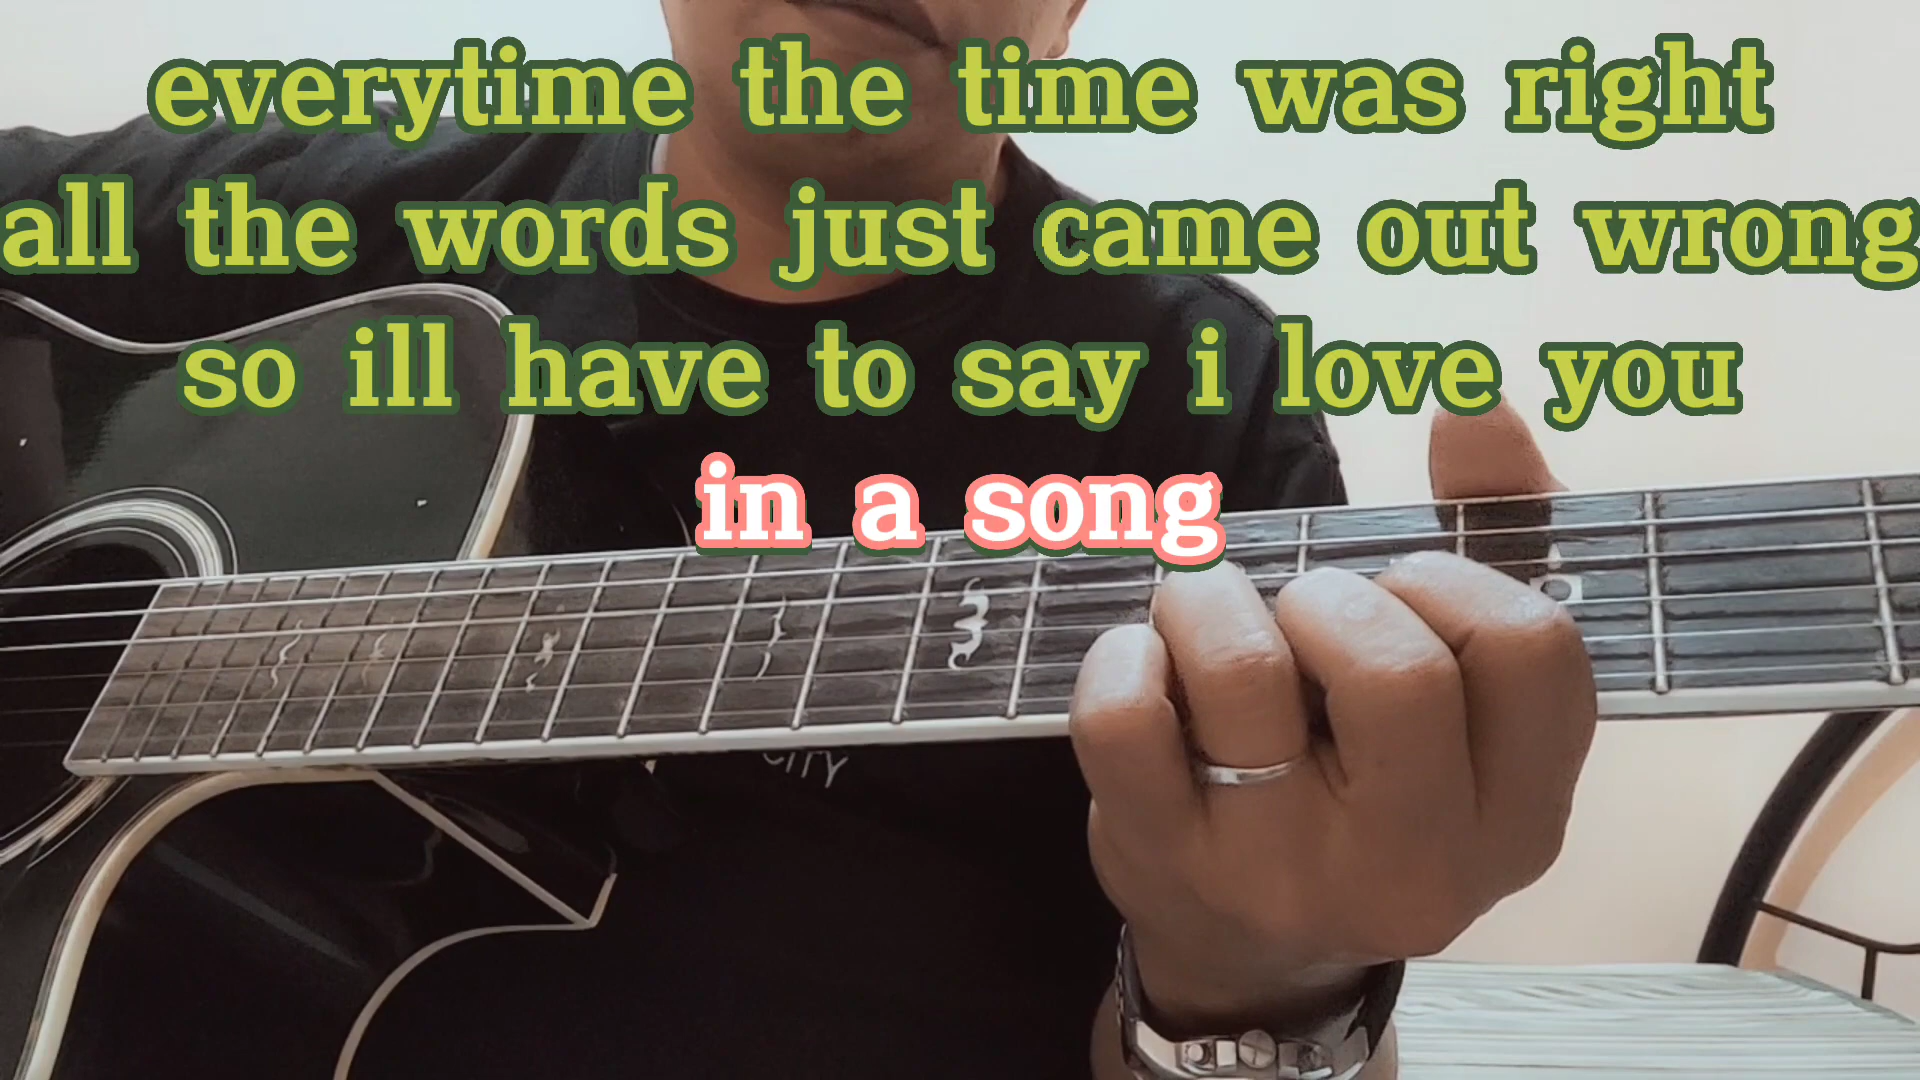 everytime the time was right
all the words just came out wrong
so ill have to say i love you
in a song
CITY